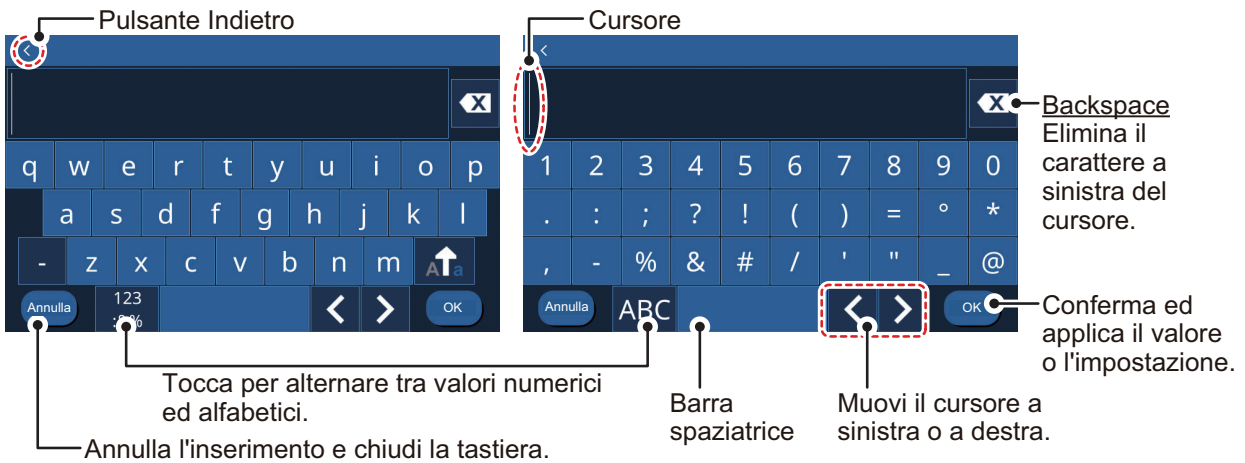 Pulsante Indietro
Cursore
<
<
X
X
Backspace
Elimina il
carattere a
sinistra del
cursore.
q w e r t y u i o p
1 2 3 4 5 6 7 8 9 0
a s d f g h j k l
. : ; ? ! ( ) = ° *
- z x c v b n m A a
, - % & # / ' " _ @
Annulla
123
OK
Annulla
ABC
OK
Conferma ed
applica il valore
o l'impostazione.
Tocca per alternare tra valori numerici
ed alfabetici.
Barra
spaziatrice
Muovi il cursore a
sinistra o a destra.
Annulla l'inserimento e chiudi la tastiera.